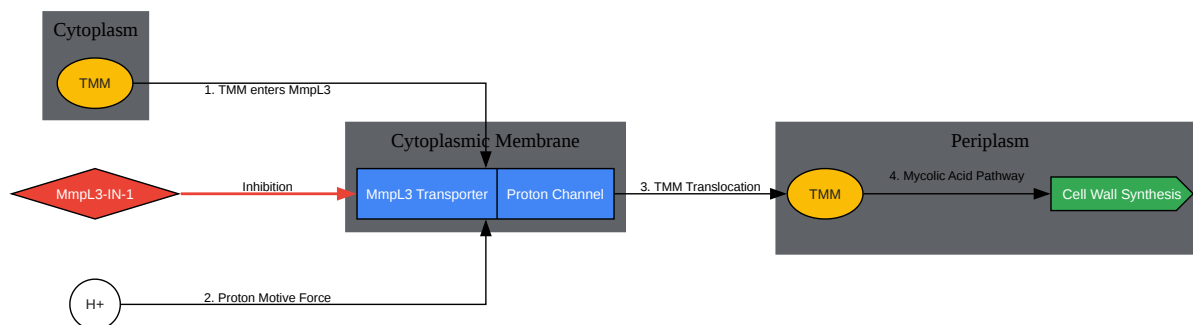 Cytoplasm
TMM
1. TMM enters MmpL3
Cytoplasmic Membrane
Periplasm
MmpL3-IN-1
Inhibition
MmpL3 Transporter
Proton Channel
3. TMM Translocation
TMM
4. Mycolic Acid Pathway
Cell Wall Synthesis
H+
2. Proton Motive Force